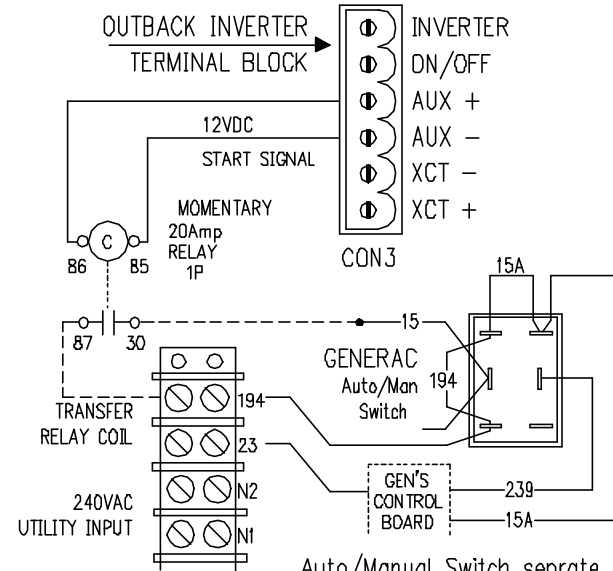 OUTBACK INVERTER
TERMINAL BLOCK
INVERTER
ON/OFF
AUX +
AUX -
XCT -
XCT +
CON3
12VDC
START SIGNAL
MOMENTARY
20Amp
RELAY
1P
C
86
85
87
30
15A
15
GENERAC
Auto/Man
Switch
194
TRANSFER
RELAY COIL
194
23
N2
N1
240VAC
UTILITY INPUT
GEN'S
CONTROL
BOARD
239
15A
Auto/Manual Switch seprate